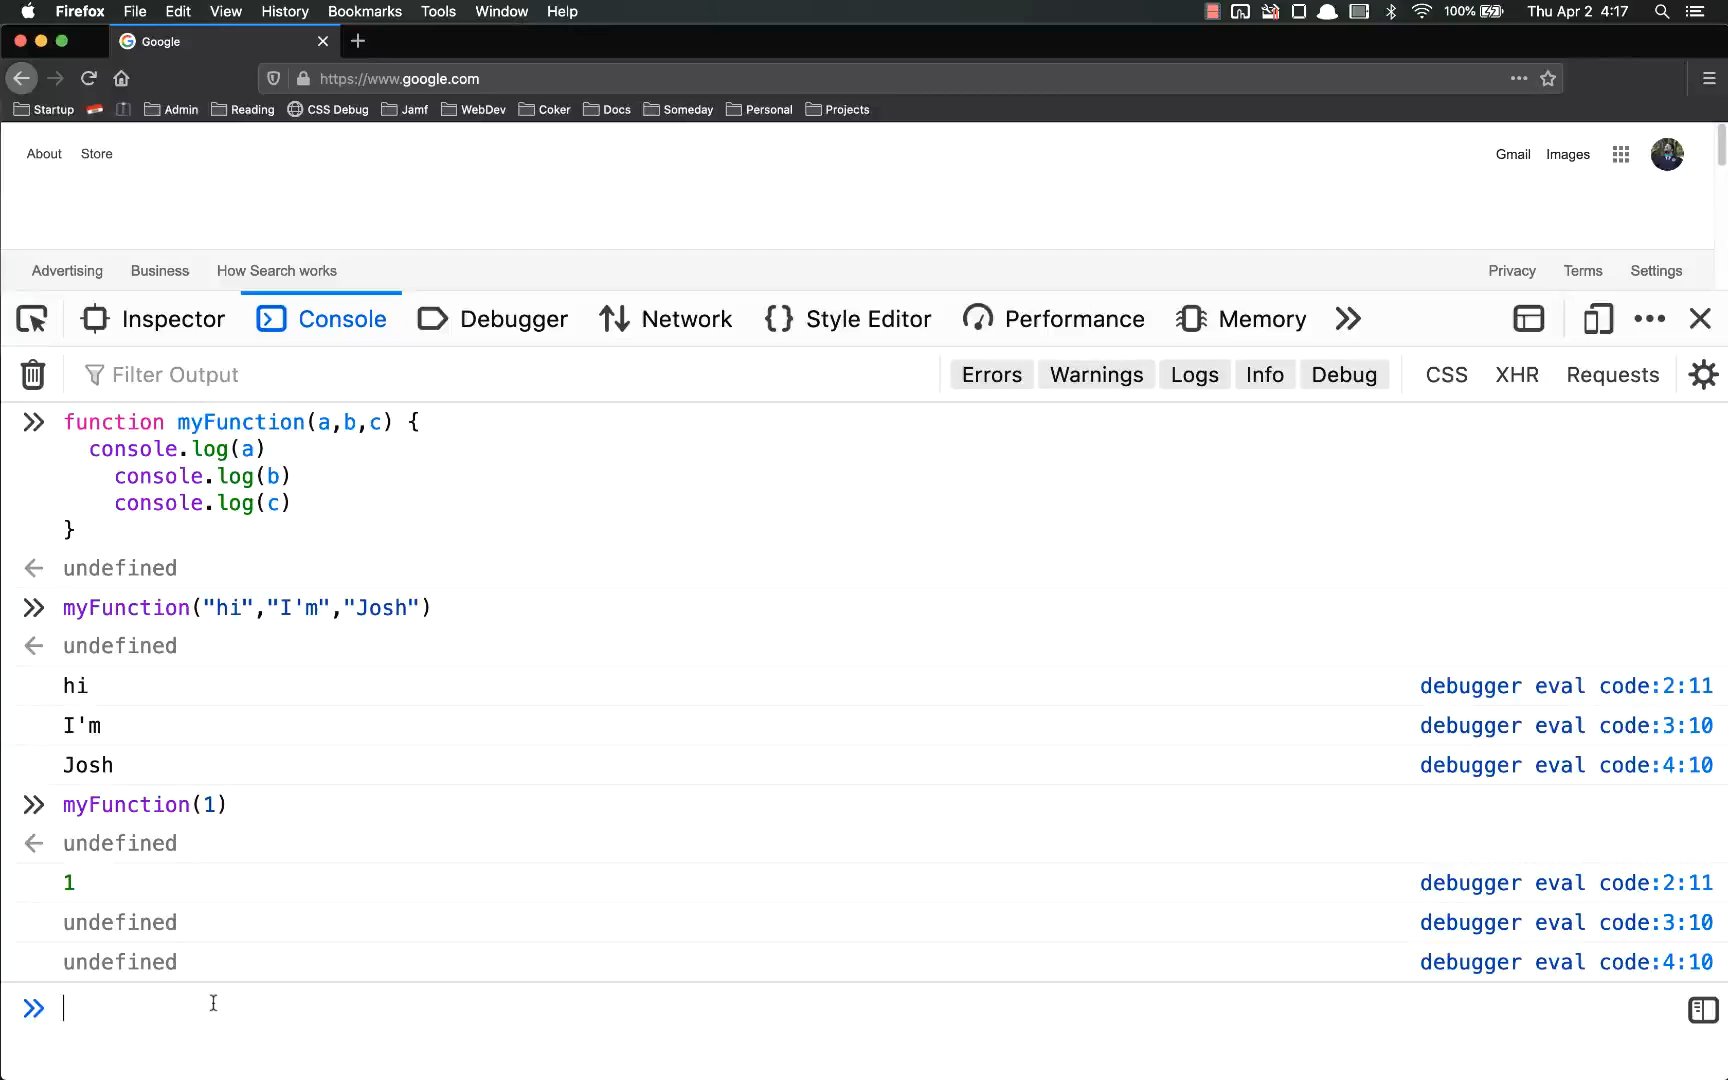 Firefox File Edit View History Bookmarks Tools Window Help 100% Thu Apr 2 4:17
Google
https://www.google.com
Startup Admin Reading CSS Debug Jamf WebDev Coker Docs Someday Personal Projects
About Store Gmail Images
Advertising Business How Search works Privacy Terms Settings
Inspector Console Debugger Network Style Editor Performance Memory
Filter Output Errors Warnings Logs Info Debug CSS XHR Requests
function myFunction(a,b,c) {
console.log(a)
console.log(b)
console.log(c)
}
undefined
myFunction("hi","I'm","Josh")
undefined
hi debugger eval code:2:11
I'm debugger eval code:3:10
Josh debugger eval code:4:10
myFunction(1)
undefined
1 debugger eval code:2:11
undefined debugger eval code:3:10
undefined debugger eval code:4:10